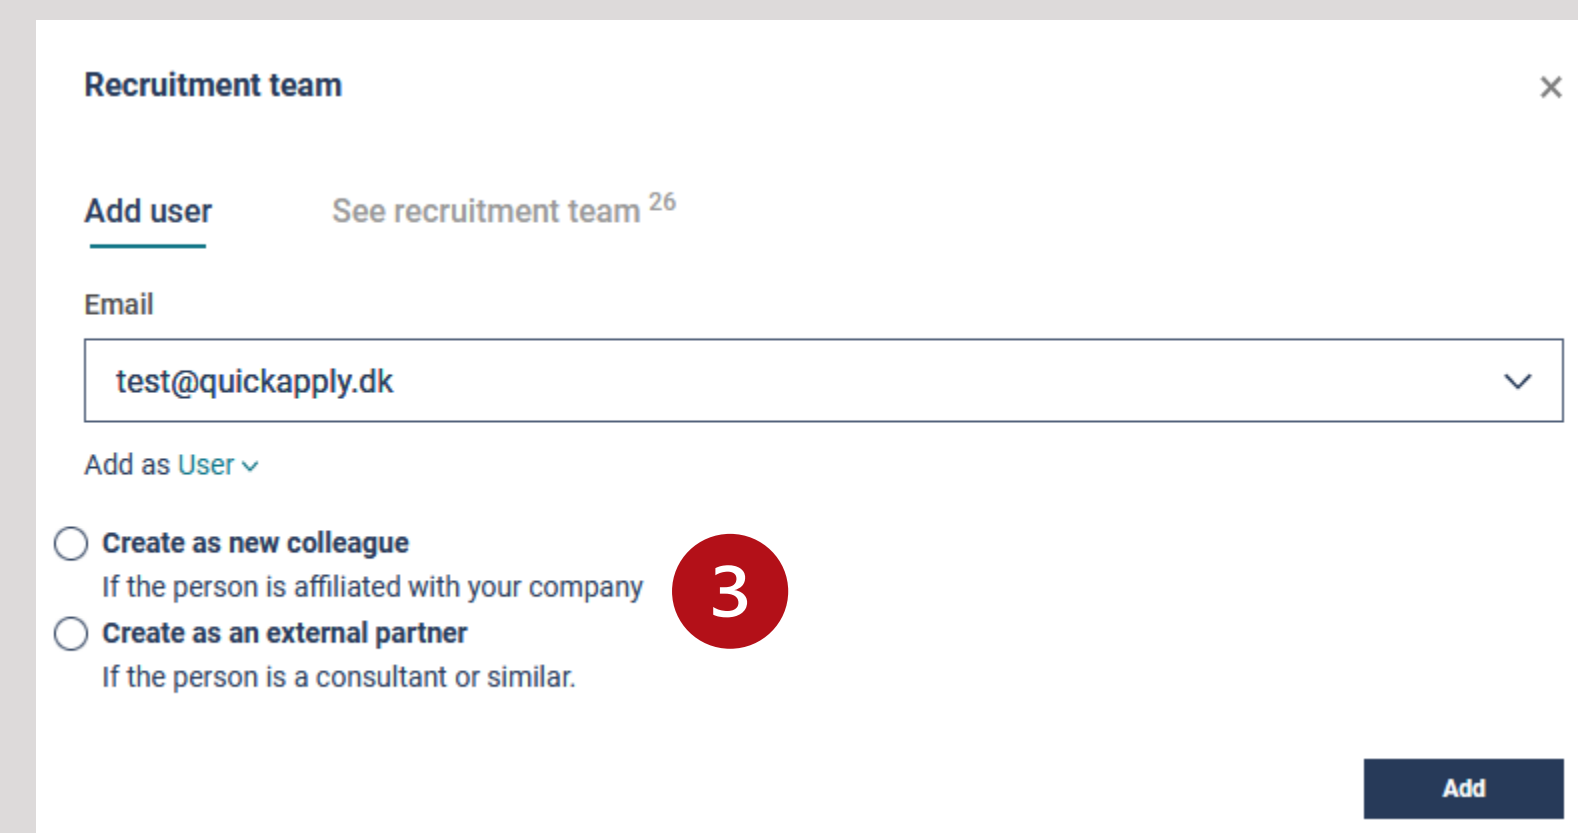 Recruitment team
Add user See recruitment team 26
Email
test@quickapply.dk
Add as User
Create as new colleague
If the person is affiliated with your company
3
Create as an external partner
If the person is a consultant or similar.
Add